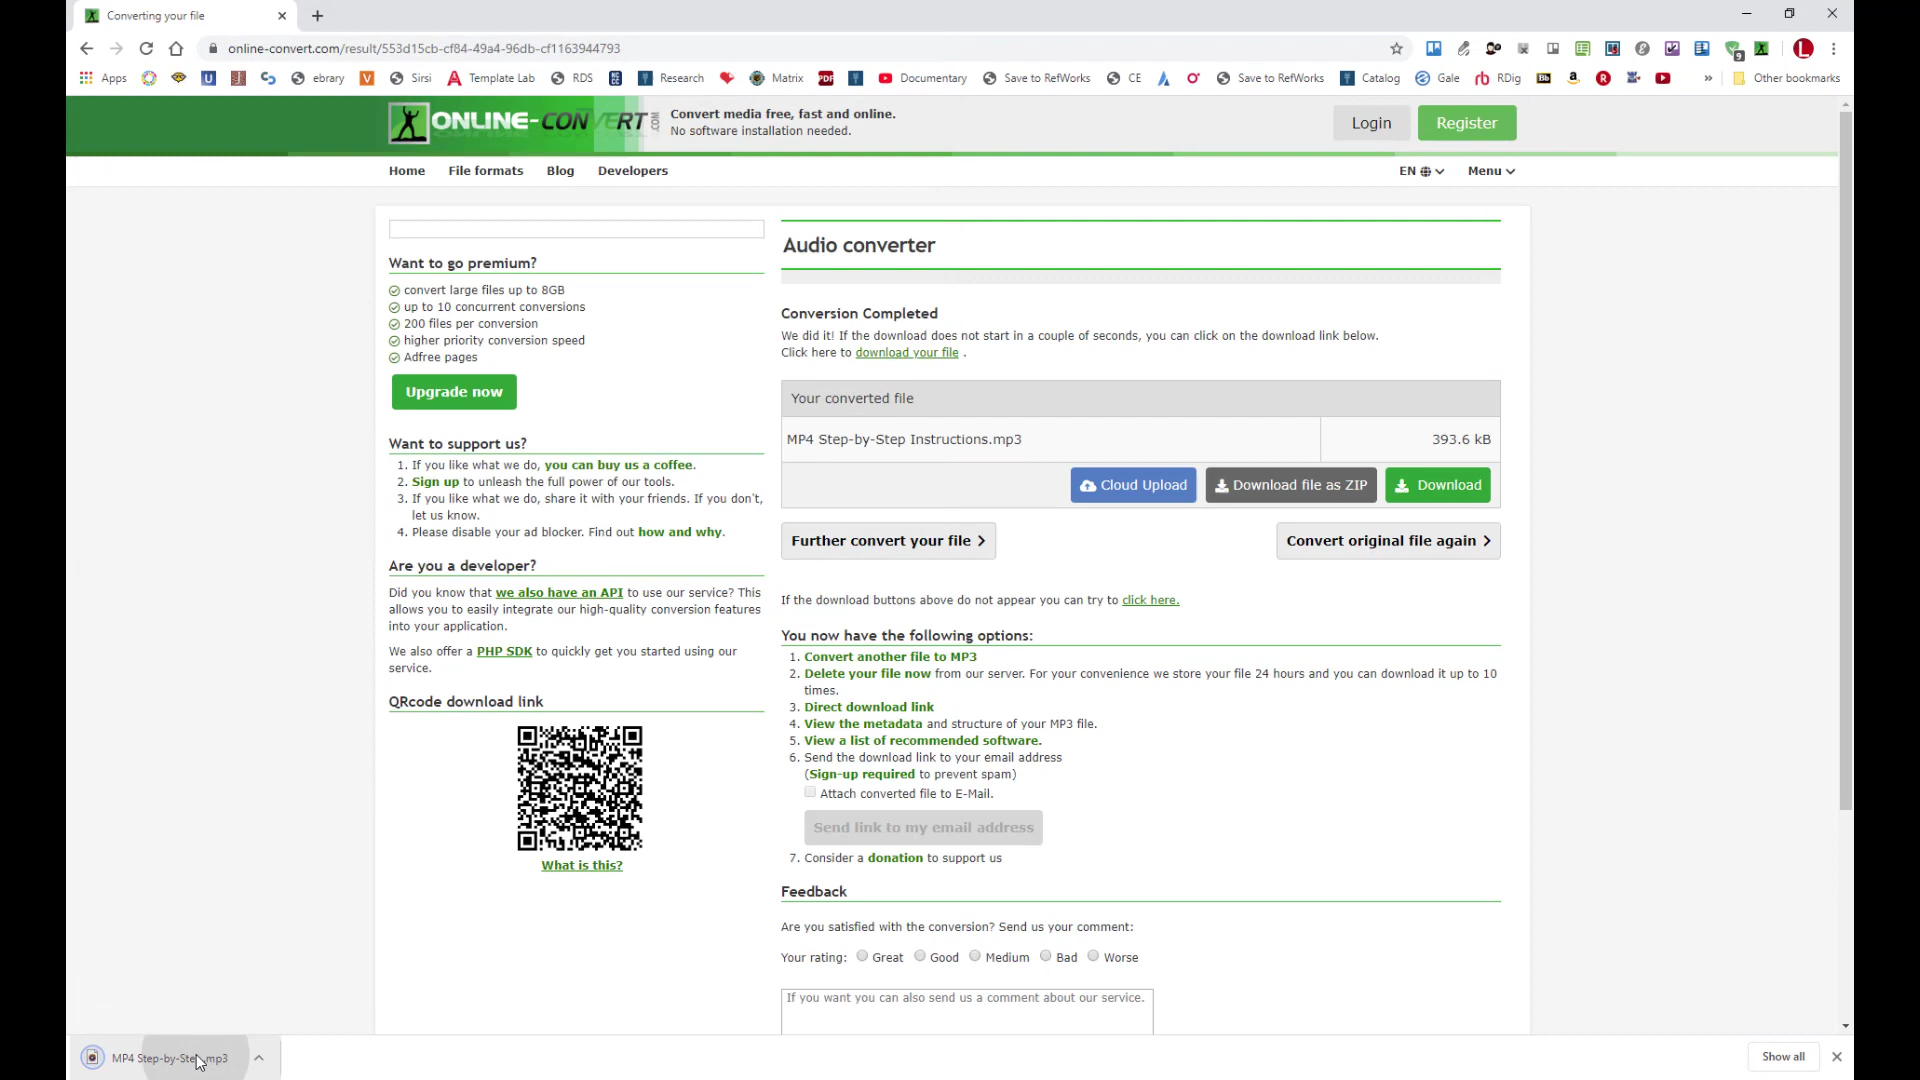 Converting your file
online-convert.com/result/553d15cb-cf84-49a4-96db-cf1163944793
Apps ebrary Sirsi Template Lab RDS Research Matrix Documentary Save to RefWorks CE Save to RefWorks Catalog Gale RDig » Other bookmarks
ONLINE-CONVERT .COM
Convert media free, fast and online.
No software installation needed.
Login Register
Home File formats Blog Developers EN Menu
Want to go premium?
convert large files up to 8GB
up to 10 concurrent conversions
200 files per conversion
higher priority conversion speed
Adfree pages
Upgrade now
Want to support us?
1. If you like what we do, you can buy us a coffee.
2. Sign up to unleash the full power of our tools.
3. If you like what we do, share it with your friends. If you don't,
let us know.
4. Please disable your ad blocker. Find out how and why.
Are you a developer?
Did you know that we also have an API to use our service? This
allows you to easily integrate our high-quality conversion features
into your application.
We also offer a PHP SDK to quickly get you started using our
service.
QRcode download link
What is this?
Audio converter
Conversion Completed
We did it! If the download does not start in a couple of seconds, you can click on the download link below.
Click here to download your file .
Your converted file
MP4 Step-by-Step Instructions.mp3 393.6 kB
Cloud Upload Download file as ZIP Download
Further convert your file Convert original file again
If the download buttons above do not appear you can try to click here.
You now have the following options:
1. Convert another file to MP3
2. Delete your file now from our server. For your convenience we store your file 24 hours and you can download it up to 10
times.
3. Direct download link
4. View the metadata and structure of your MP3 file.
5. View a list of recommended software.
6. Send the download link to your email address
(Sign-up required to prevent spam)
Attach converted file to E-Mail.
Send link to my email address
7. Consider a donation to support us
Feedback
Are you satisfied with the conversion? Send us your comment:
Your rating: Great Good Medium Bad Worse
If you want you can also send us a comment about our service.
MP4 Step-by-Step.mp3 Show all